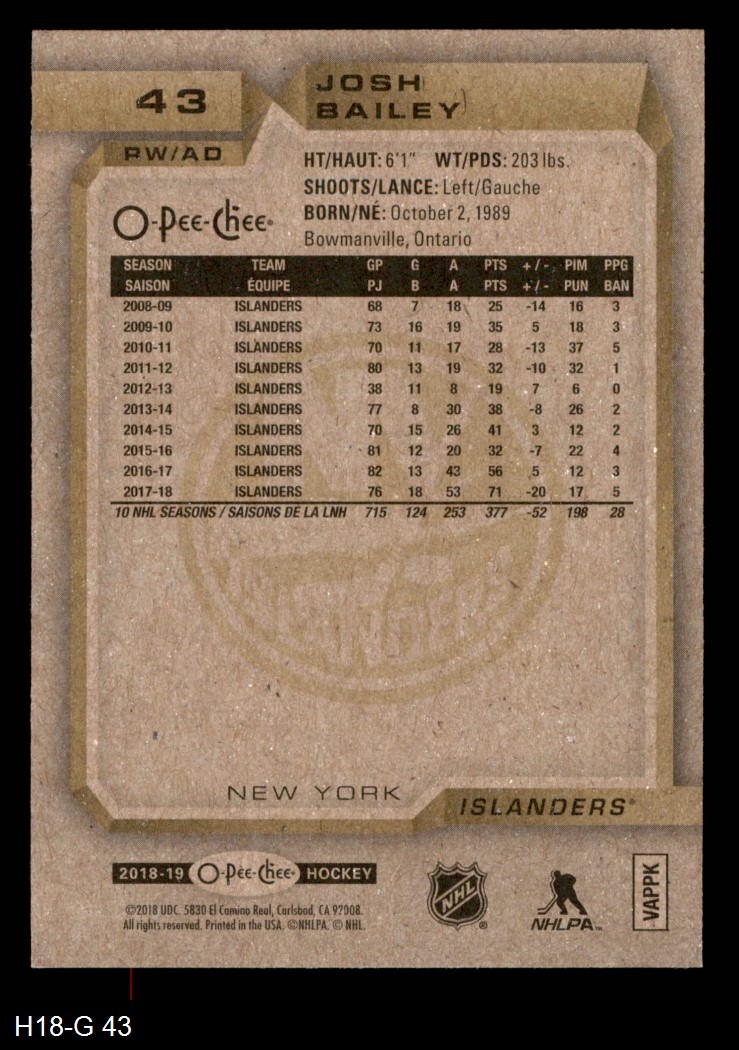 43
JOSH
BAILEY
RW/AD
HT/HAUT: 6'1" WT/PDS: 203 lbs.
SHOOTS/LANCE: Left/Gauche
BORN/NÉ: October 2, 1989
Bowmanville, Ontario
O-Pee-Chee
SEASON TEAM GP G A PTS +/- PIM PPG
SAISON ÉQUIPE PJ B A PTS +/- PUN BAN
2008-09 ISLANDERS 68 7 18 25 -14 16 3
2009-10 ISLANDERS 73 16 19 35 5 18 3
2010-11 ISLANDERS 70 11 17 28 -13 37 5
2011-12 ISLANDERS 80 13 19 32 -10 32 1
2012-13 ISLANDERS 38 11 8 19 7 6 0
2013-14 ISLANDERS 77 8 30 38 -8 26 2
2014-15 ISLANDERS 70 15 26 41 3 12 2
2015-16 ISLANDERS 81 12 20 32 -7 22 4
2016-17 ISLANDERS 82 13 43 56 5 12 3
2017-18 ISLANDERS 76 18 53 71 -20 17 5
10 NHL SEASONS / SAISONS DE LA LNH 715 124 253 377 -52 198 28
ISLANDERS
NEW YORK
ISLANDERS®
2018-19 O-Pee-Chee® HOCKEY
©2018 UDC. 5830 El Camino Real, Carlsbad, CA 92008.
All rights reserved. Printed in the USA. ©NHLPA. © NHL.
NHL®
NHLPA™
VAPPK
H18-G 43